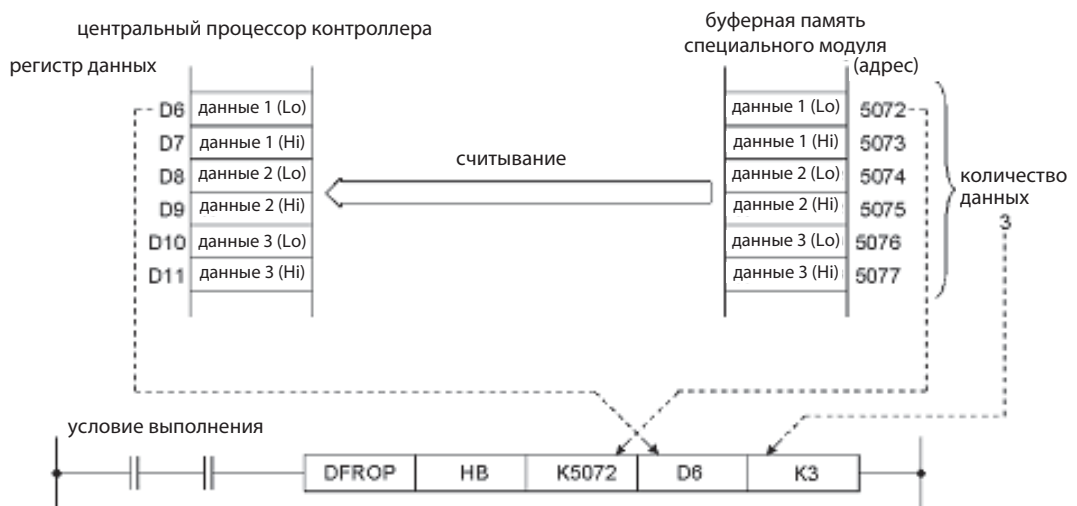 центральный процессор контроллера
буферная память
специального модуля
регистр данных
(адрес)
D6 данные 1 (Lo) данные 1 (Lo) 5072
D7 данные 1 (Hi) данные 1 (Hi) 5073
считывание
D8 данные 2 (Lo) данные 2 (Lo) 5074
D9 данные 2 (Hi) данные 2 (Hi) 5075
D10 данные 3 (Lo) данные 3 (Lo) 5076
D11 данные 3 (Hi) данные 3 (Hi) 5077
количество
данных
3
условие выполнения
DFROP HB K5072 D6 K3